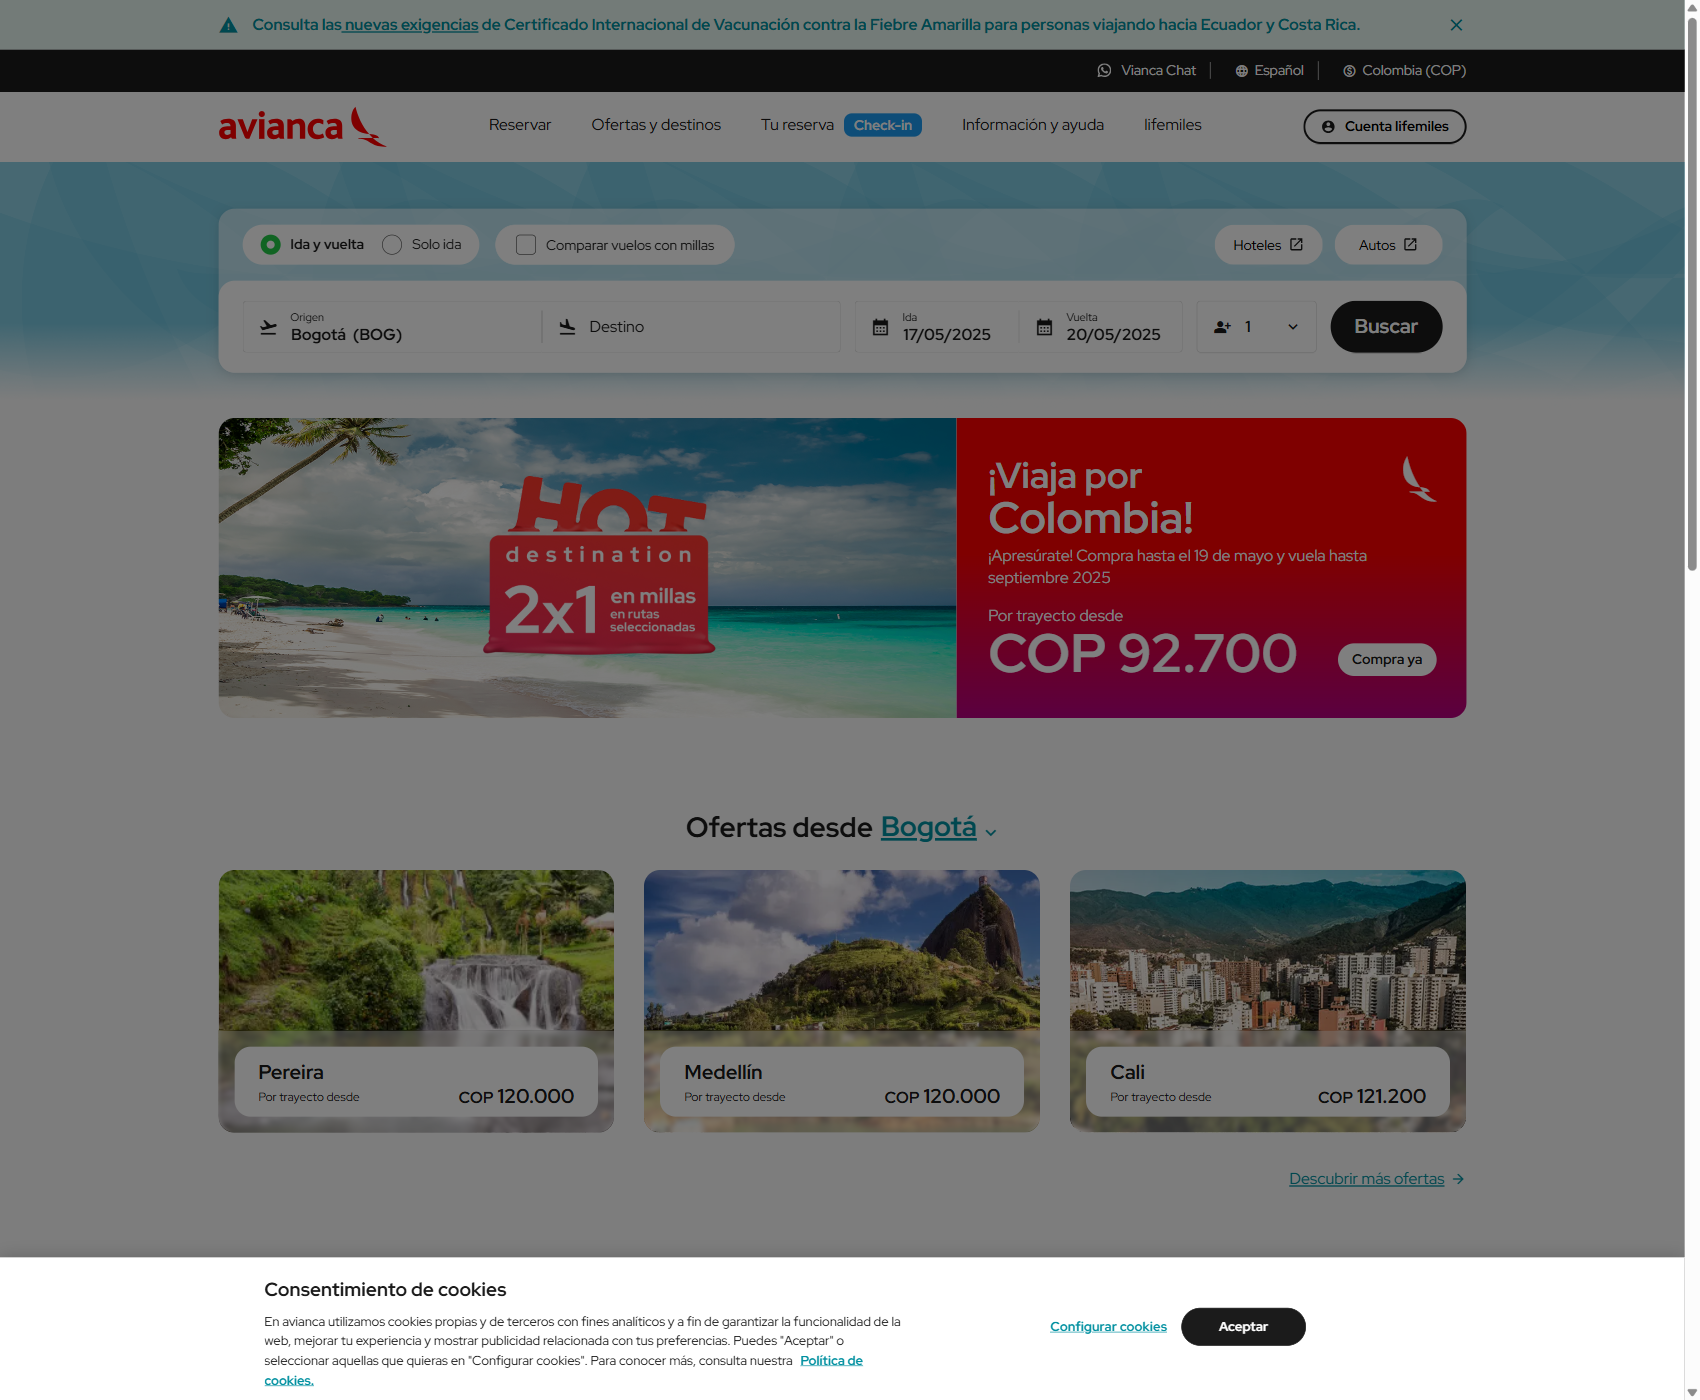 Consulta las nuevas exigencias de Certificado Internacional de Vacunación contra la Fiebre Amarilla para personas viajando hacia Ecuador y Costa Rica.
Vianca Chat
Español
Colombia (COP)
avianca
Reservar
Ofertas y destinos
Tu reserva
Check-in
Información y ayuda
lifemiles
Cuenta lifemiles
Ida y vuelta
Solo ida
Comparar vuelos con millas
Hoteles
Autos
Origen
Bogotá (BOG)
Destino
Ida
17/05/2025
Vuelta
20/05/2025
1
Buscar
HOT
destination
2x1
en millas
en rutas
seleccionadas
¡Viaja por
Colombia!
¡Apresúrate! Compra hasta el 19 de mayo y vuela hasta
septiembre 2025
Por trayecto desde
COP 92.700
Compra ya
Ofertas desde Bogotá
Pereira
Por trayecto desde
COP 120.000
Medellín
Por trayecto desde
COP 120.000
Cali
Por trayecto desde
COP 121.200
Descubrir más ofertas
Consentimiento de cookies
En avianca utilizamos cookies propias y de terceros con fines analíticos y a fin de garantizar la funcionalidad de la
web, mejorar tu experiencia y mostrar publicidad relacionada con tus preferencias. Puedes "Aceptar" o
seleccionar aquellas que quieras en "Configurar cookies". Para conocer más, consulta nuestra Política de
cookies.
Configurar cookies
Aceptar